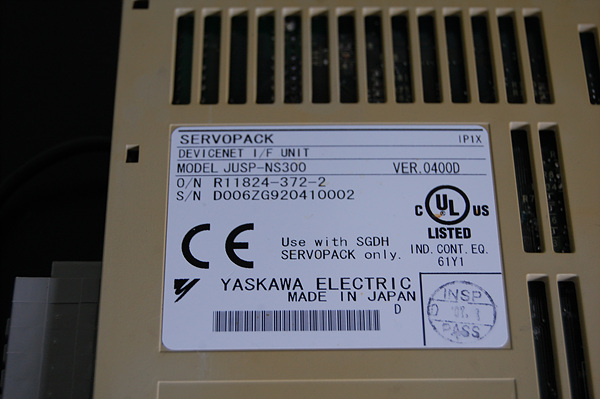 SERVOPACK IP1X
DEVICENET I/F UNIT
MODEL JUSP-NS300 VER.0400D
O/N R11824-372-2
S/N D006ZG920410002
C UL US
LISTED
IND. CONT. EQ.
61Y1
CE
Use with SGDH
SERVOPACK only.
YASKAWA ELECTRIC
MADE IN JAPAN
D
INSP
PASS